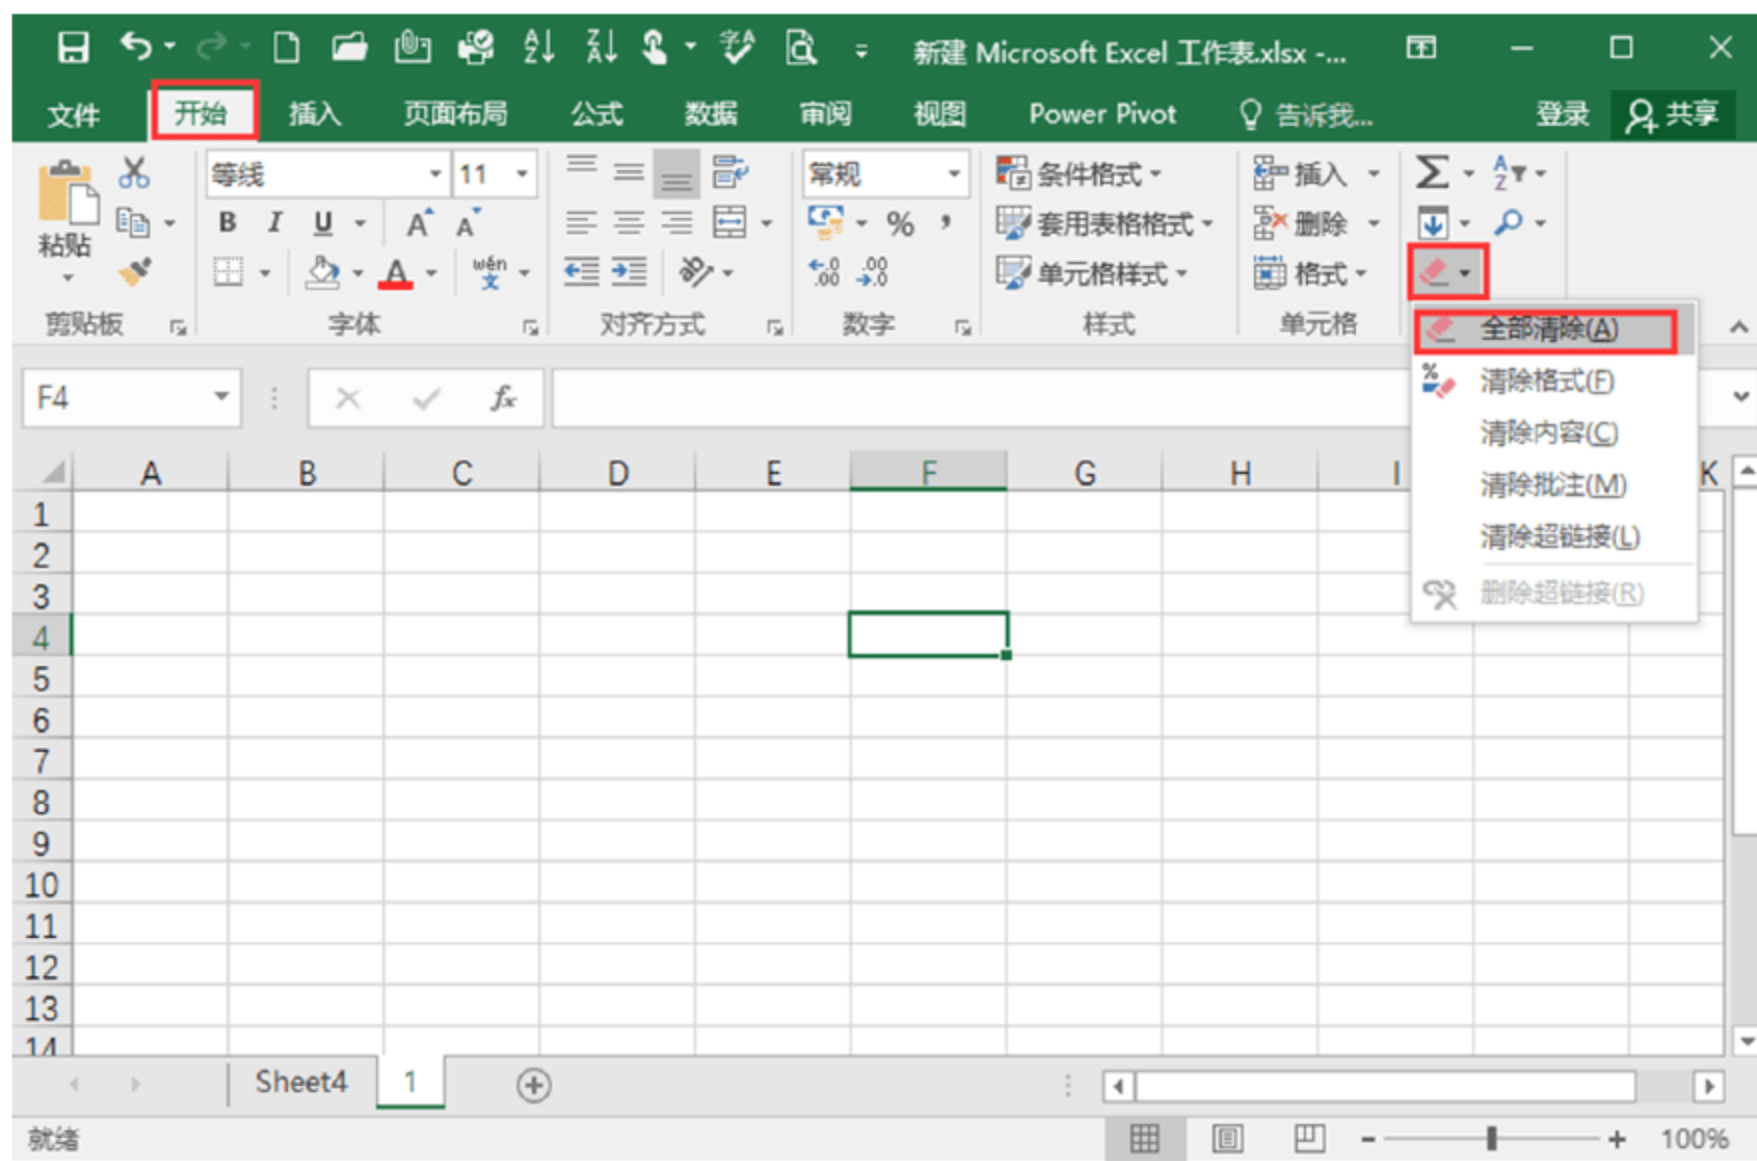 新建 Microsoft Excel 工作表.xlsx -...
文件 开始 插入 页面布局 公式 数据 审阅 视图 Power Pivot 告诉我... 登录 共享
粘贴 等线 11 常规 条件格式 插入
B I U A A % , 套用表格格式 删除
A wén 文 单元格样式 格式
剪贴板 字体 对齐方式 数字 样式 单元格
全部清除(A)
清除格式(F)
清除内容(C)
清除批注(M)
清除超链接(L)
删除超链接(R)
F4 fx
A B C D E F G H I K
1
2
3
4
5
6
7
8
9
10
11
12
13
14
Sheet4 1
就绪 100%